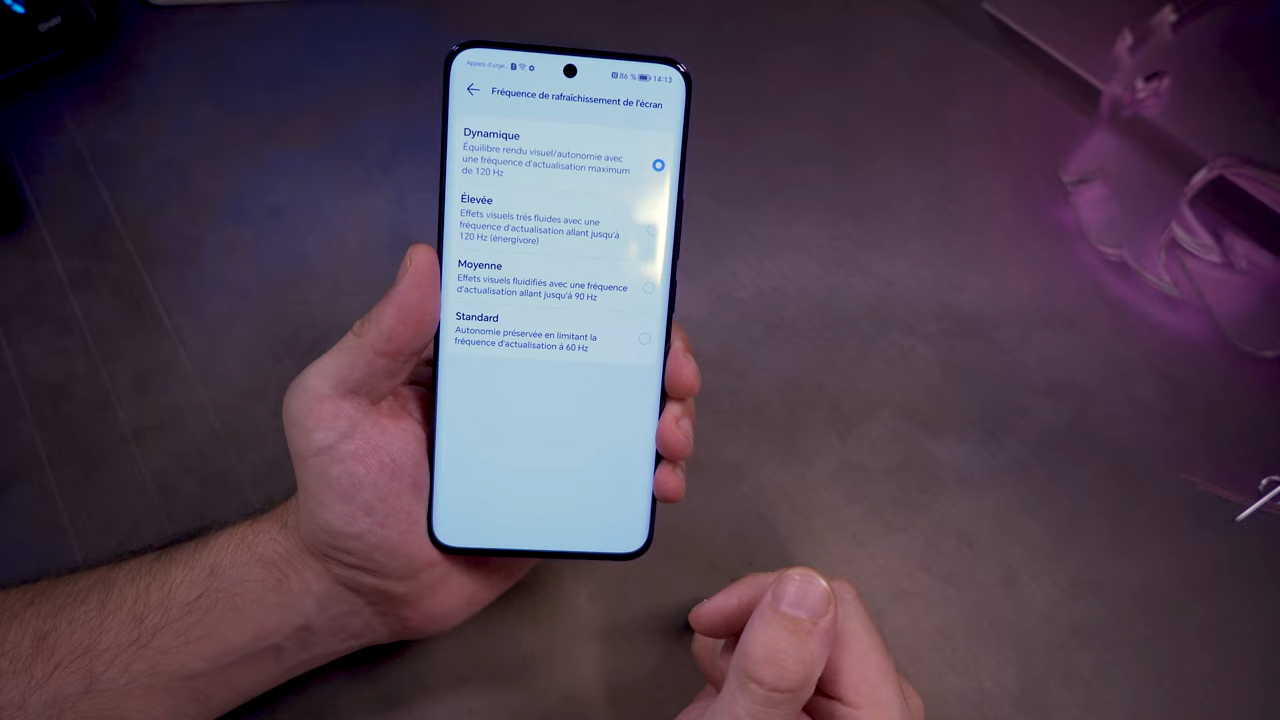 Appels d'urge... 86 % 14:13
Fréquence de rafraîchissement de l'écran
Dynamique
Équilibre rendu visuel/autonomie avec
une fréquence d'actualisation maximum
de 120 Hz
Élevée
Effets visuels très fluides avec une
fréquence d'actualisation allant jusqu'à
120 Hz (énergivore)
Moyenne
Effets visuels fluidifiés avec une fréquence
d'actualisation allant jusqu'à 90 Hz
Standard
Autonomie préservée en limitant la
fréquence d'actualisation à 60 Hz